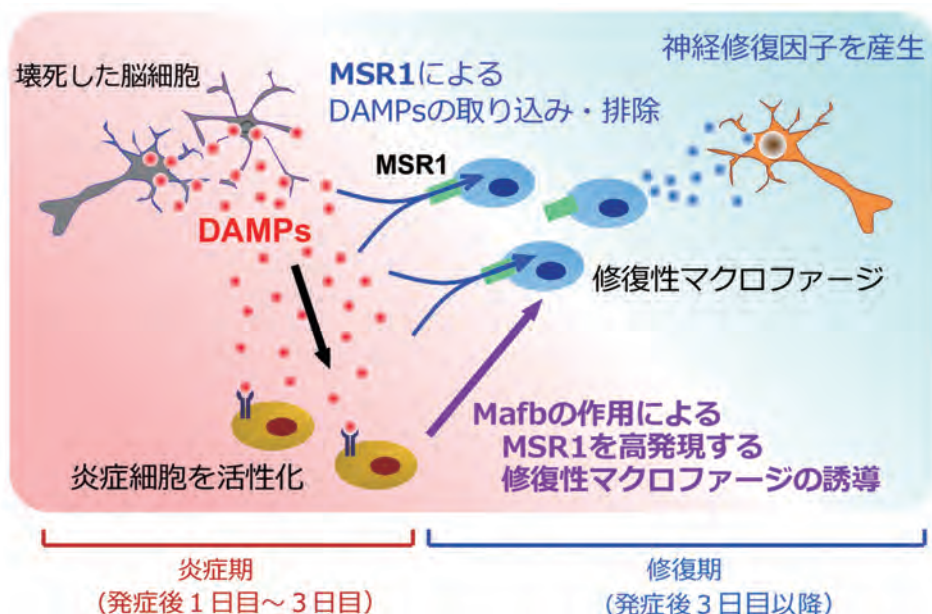 壊死した脳細胞
MSR1による
DAMPsの取り込み・排除
神経修復因子を産生
MSR1
DAMPs
修復性マクロファージ
Mafbの作用による
MSR1を高発現する
修復性マクロファージの誘導
炎症細胞を活性化
炎症期
(発症後１日目～３日目)
修復期
(発症後３日目以降)